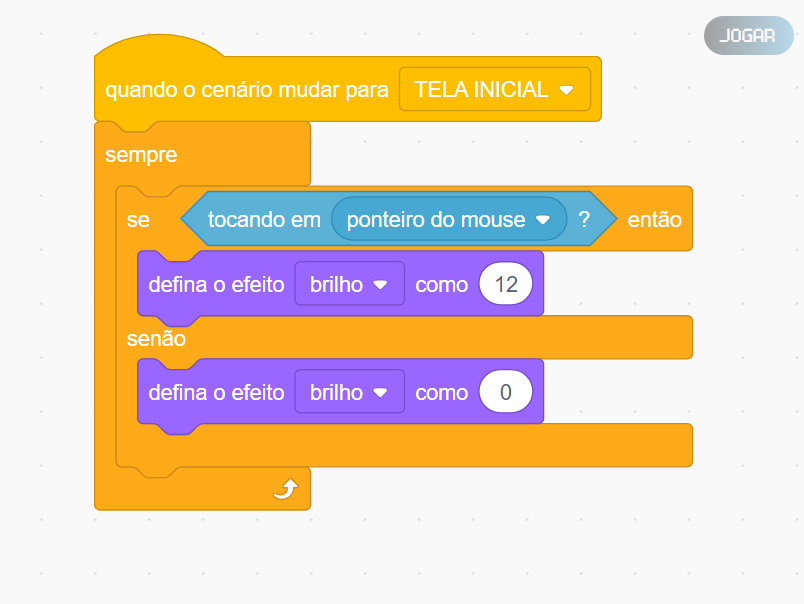 JOGAR
quando o cenário mudar para TELA INICIAL
sempre
se tocando em ponteiro do mouse ? então
defina o efeito brilho como 12
senão
defina o efeito brilho como 0